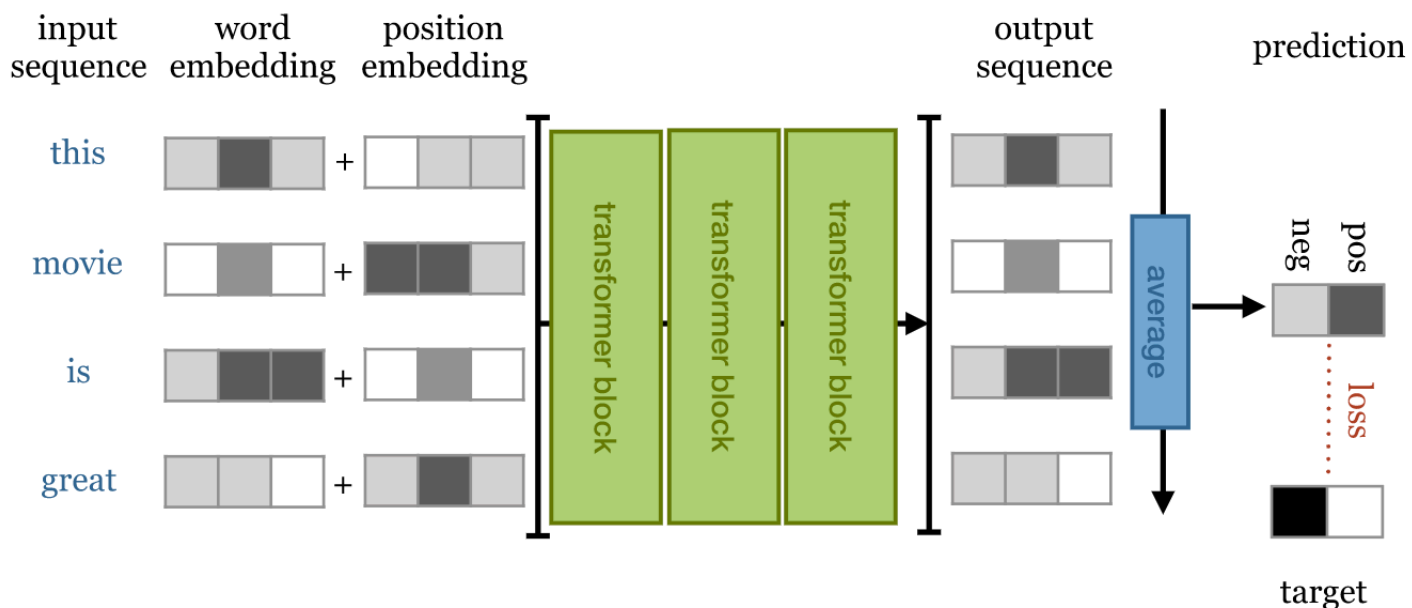 input
sequence
word
embedding
position
embedding
output
sequence
prediction
this
+
movie
+
is
+
great
+
transformer block
transformer block
transformer block
average
neg
pos
loss
target